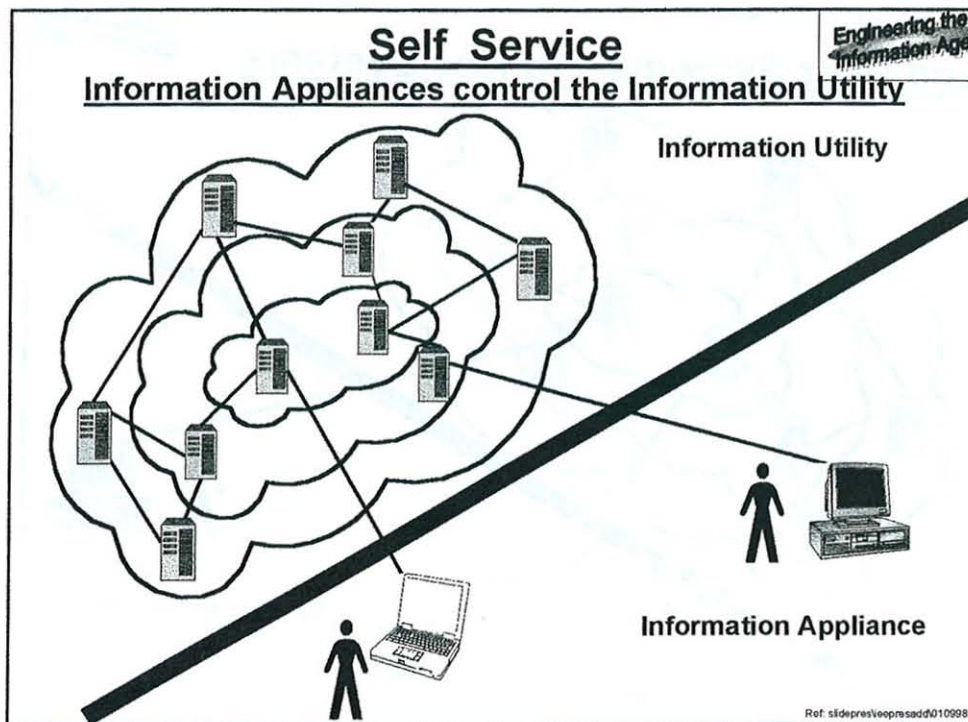 Self Service
Engineering the
Information Age
Information Appliances control the Information Utility
Information Utility
Information Appliance
Ref: slidepres\ieepresadd\010998